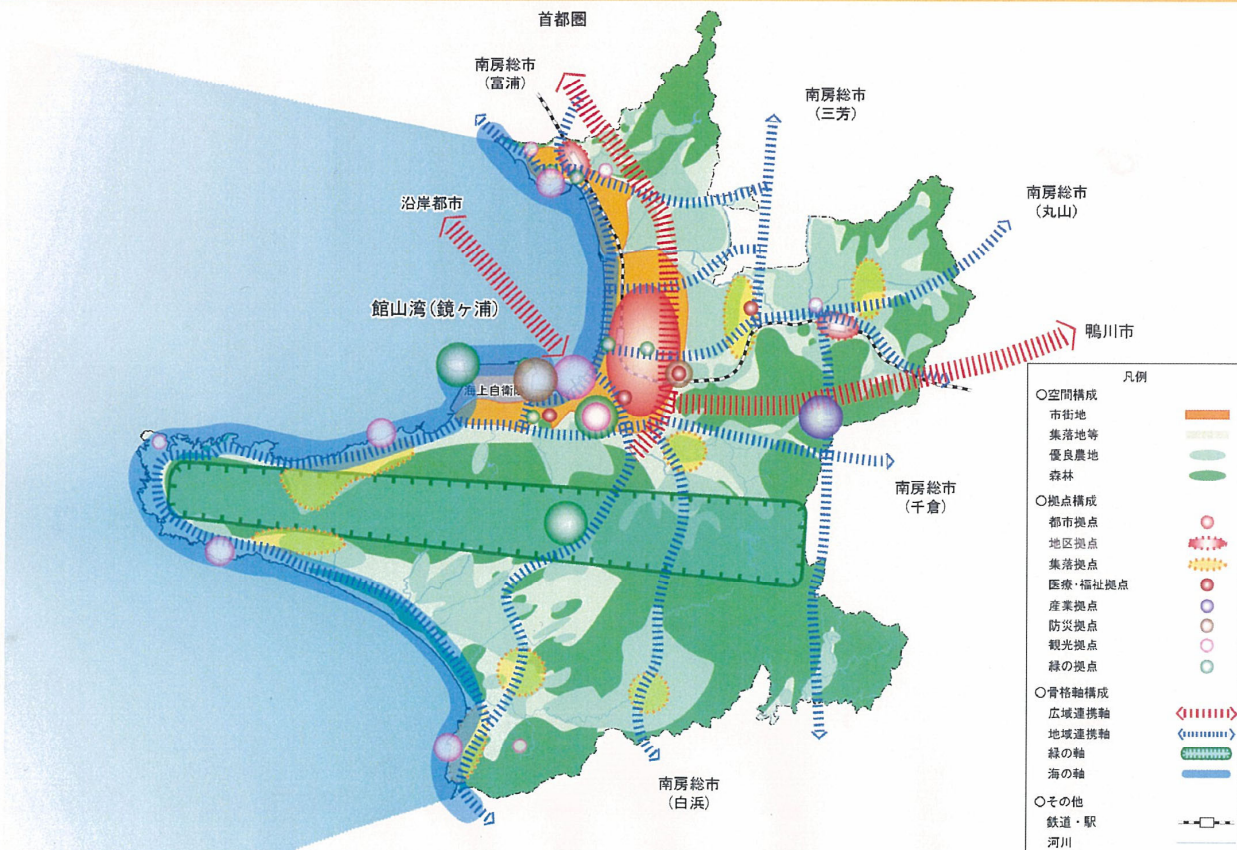 首都圏
南房総市
(富浦)
南房総市
(三芳)
南房総市
(丸山)
沿岸都市
館山湾(鏡ヶ浦)
鴨川市
海上自衛隊
南房総市
(千倉)
南房総市
(白浜)
凡例
○空間構成
市街地
集落地等
優良農地
森林
○拠点構成
都市拠点
地区拠点
集落拠点
医療・福祉拠点
産業拠点
防災拠点
観光拠点
緑の拠点
○骨格軸構成
広域連携軸
地域連携軸
緑の軸
海の軸
○その他
鉄道・駅
河川